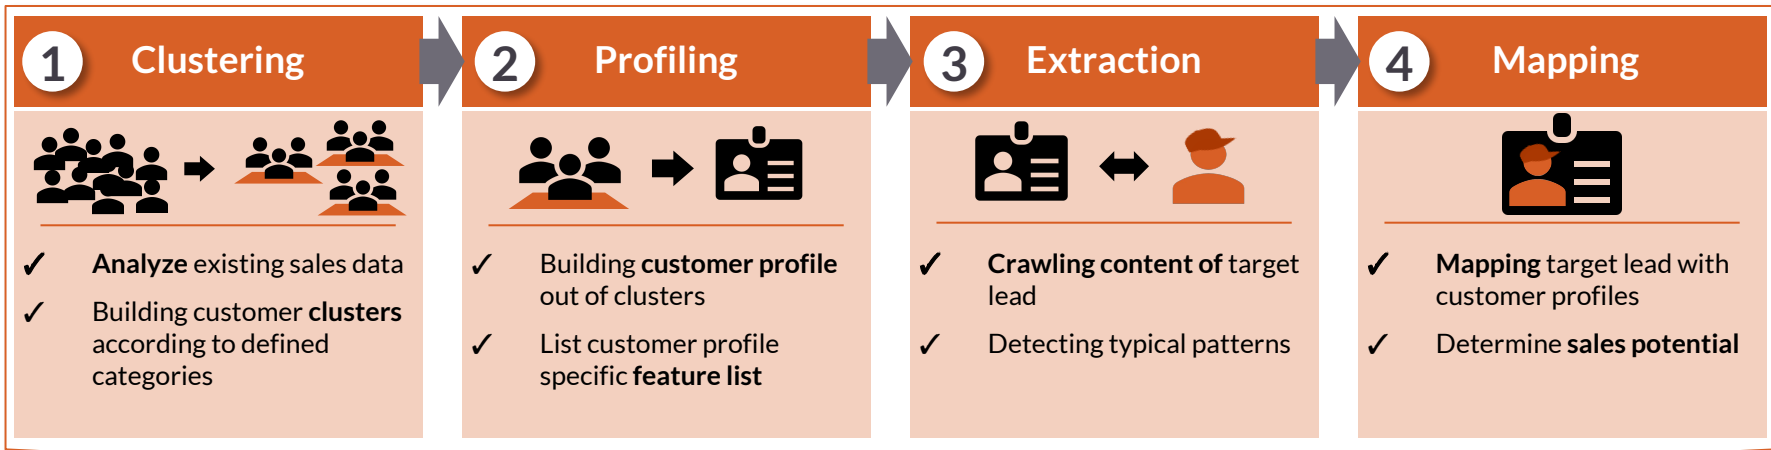 1 Clustering
✓ Analyze existing sales data
✓ Building customer clusters
according to defined
categories
2 Profiling
✓ Building customer profile
out of clusters
✓ List customer profile
specific feature list
3 Extraction
✓ Crawling content of target
lead
✓ Detecting typical patterns
4 Mapping
✓ Mapping target lead with
customer profiles
✓ Determine sales potential